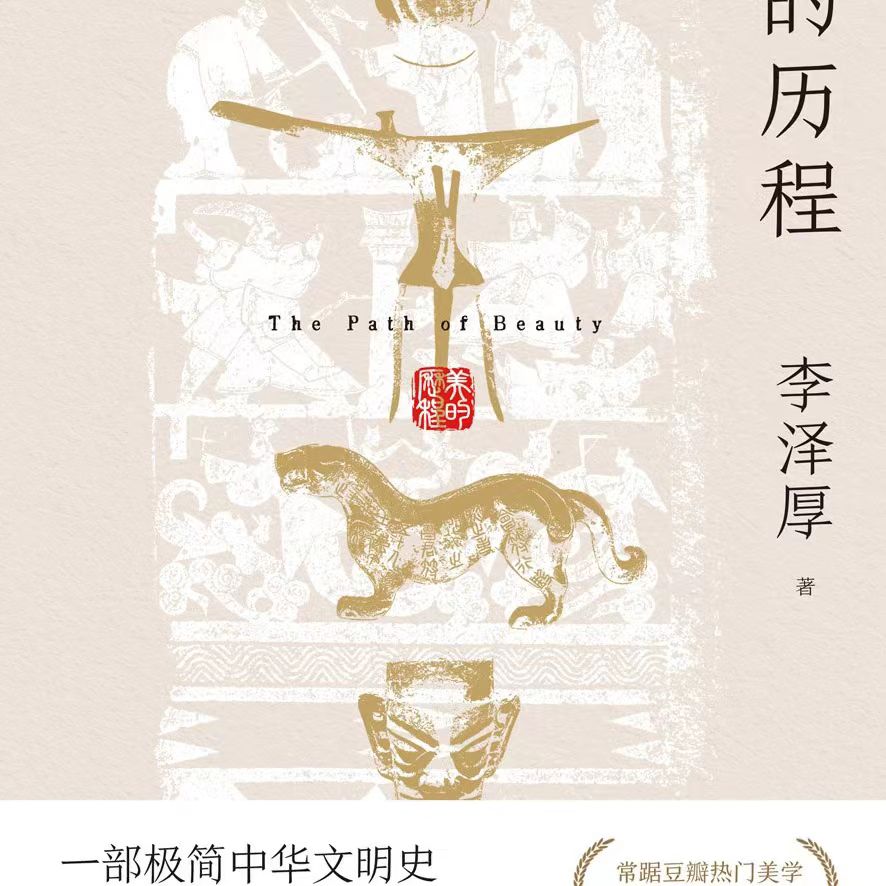 的历程
The Path of Beauty
美的
历程
李泽厚
著
一部极简中华文明史
常踞豆瓣热门美学